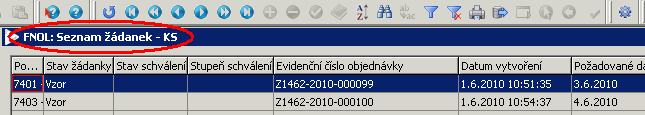 FNOL: Seznam žádanek - KS
Po... Stav žádanky Stav schválení Stupeň schválení Evidenční číslo objednávky Datum vytvoření Požadované da
7401 Vzor Z1462-2010-000099 1.6.2010 10:51:35 3.6.2010
7403 Vzor Z1462-2010-000100 1.6.2010 10:54:37 4.6.2010